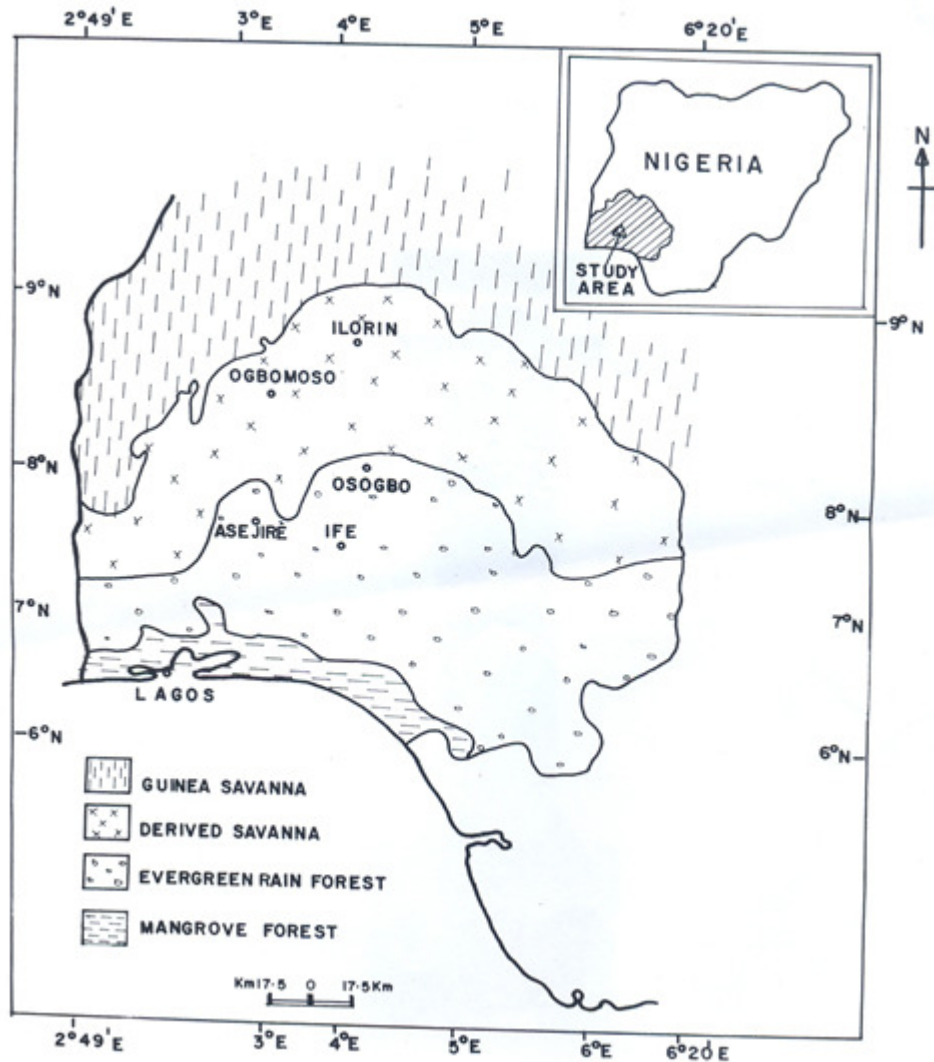 2°49'E 3°E 4°E 5°E 6°20'E
N
NIGERIA
STUDY
AREA
9°N
9°N
ILORIN
OGBOMOSO
8°N
OSOGBO
8°N
ASEJIRE IFE
7°N
7°N
LAGOS
6°N
6°N
GUINEA SAVANNA
DERIVED SAVANNA
EVERGREEN RAIN FOREST
MANGROVE FOREST
Km17.5 0 17.5Km
2°49'E 3°E 4°E 5°E 6°E 6°20'E